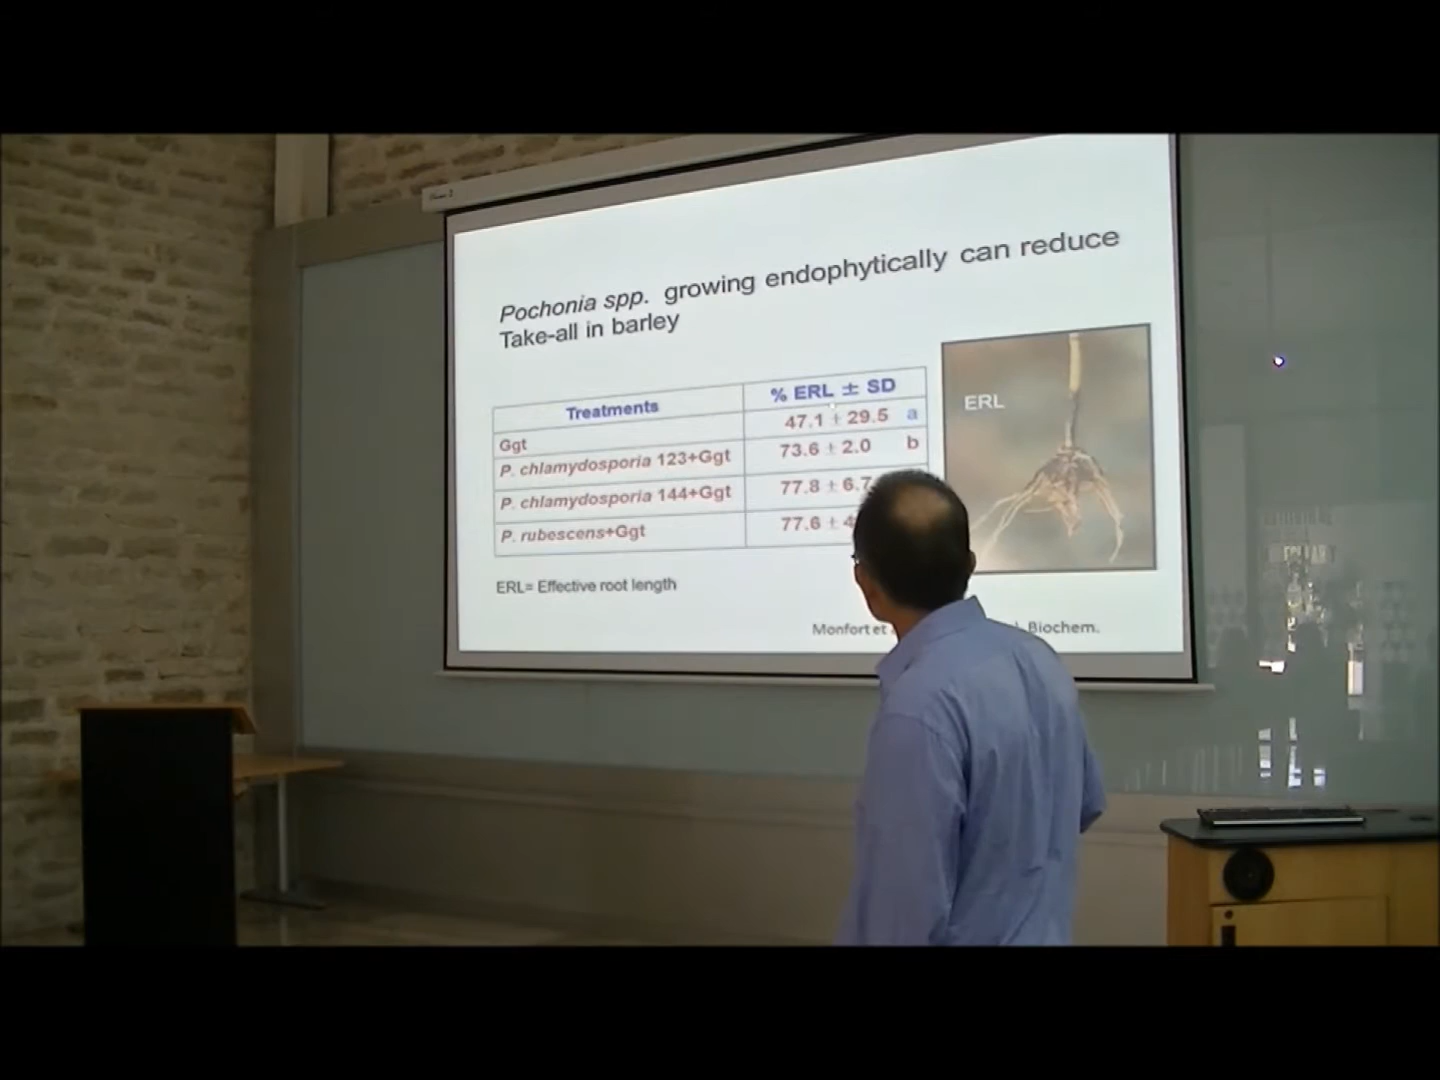 Pochonia spp. growing endophytically can reduce
Take-all in barley
Treatments % ERL ± SD
Ggt 47.1 ± 29.5 a
P. chlamydosporia 123+Ggt 73.6 ± 2.0 b
P. chlamydosporia 144+Ggt 77.8 ± 6.7
P. rubescens+Ggt 77.6 ± 4
ERL
ERL= Effective root length
Monfort et Biochem.